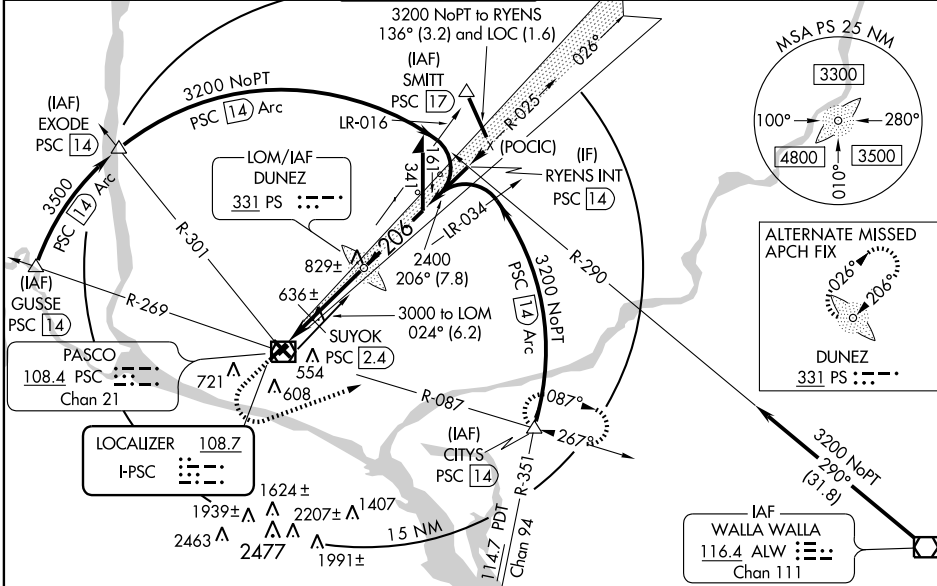 3200 NoPT to RYENS
136° (3.2) and LOC (1.6)
(IAF)
SMITT
PSC 17
026°
R-025
3200 NoPT
PSC 14 Arc
LR-016
(IAF)
EXODE
PSC 14
161°
341°
(POCIC)
(IF)
RYENS INT
PSC 14
MSA PS 25 NM
3300
100°
280°
4800
3500
010°
LOM/IAF
DUNEZ
331 PS
3500
PSC 14 Arc
R-301
206
LR-034
2400
206° (7.8)
829±
R-290
3200 NoPT
PSC 14 Arc
ALTERNATE MISSED
APCH FIX
026°
206°
DUNEZ
331 PS
(IAF)
GUSSE
PSC 14
R-269
636±
3000 to LOM
024° (6.2)
SUYOK
PSC 2.4
PASCO
108.4 PSC
Chan 21
721
554
608
R-087
087°
267°
(IAF)
CITYS
PSC 14
R-351
LOCALIZER 108.7
I-PSC
3200 NoPT
290°
(31.8)
1624±
1939±
2207±
1407
2463
2477
1991±
15 NM
114.7 PDT
Chan 94
IAF
WALLA WALLA
116.4 ALW
Chan 111